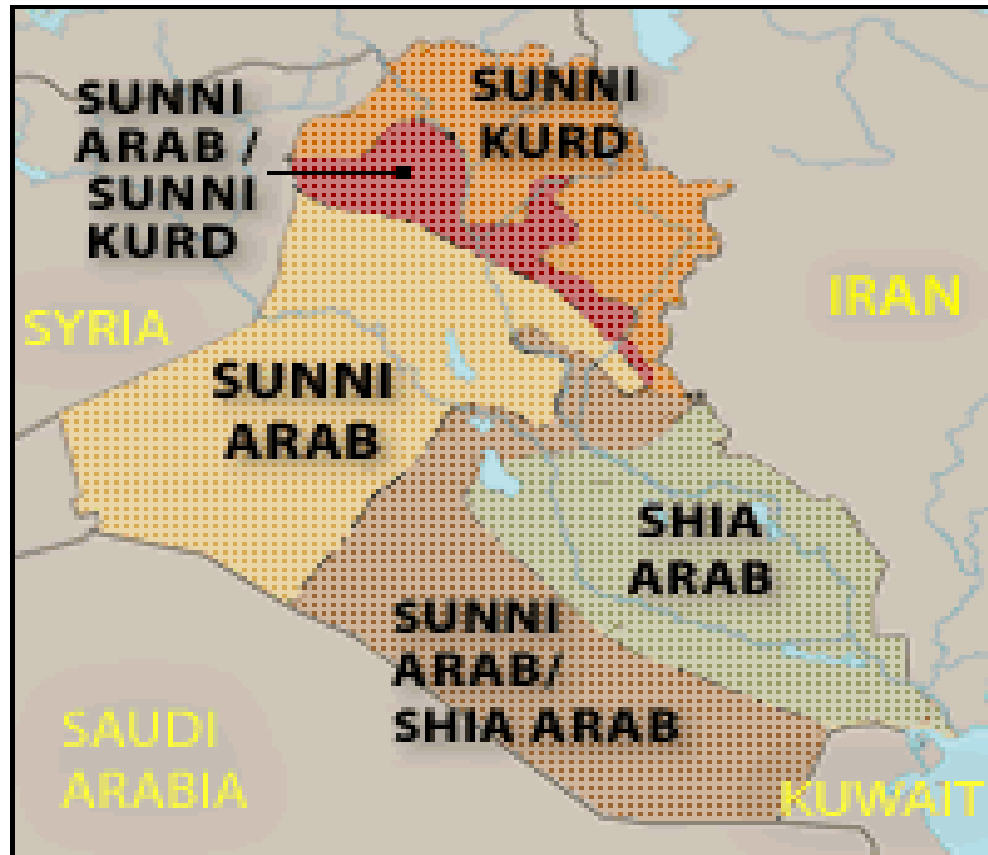 SUNNI
ARAB /
SUNNI
KURD
SUNNI
KURD
IRAN
SYRIA
SUNNI
ARAB
SHIA
ARAB
SUNNI
ARAB/
SHIA ARAB
SAUDI
ARABIA
KUWAIT